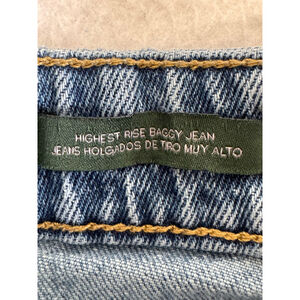 HIGHEST RISE BAGGY JEAN
JEANS HOLGADOS DE TIRO MUY ALTO